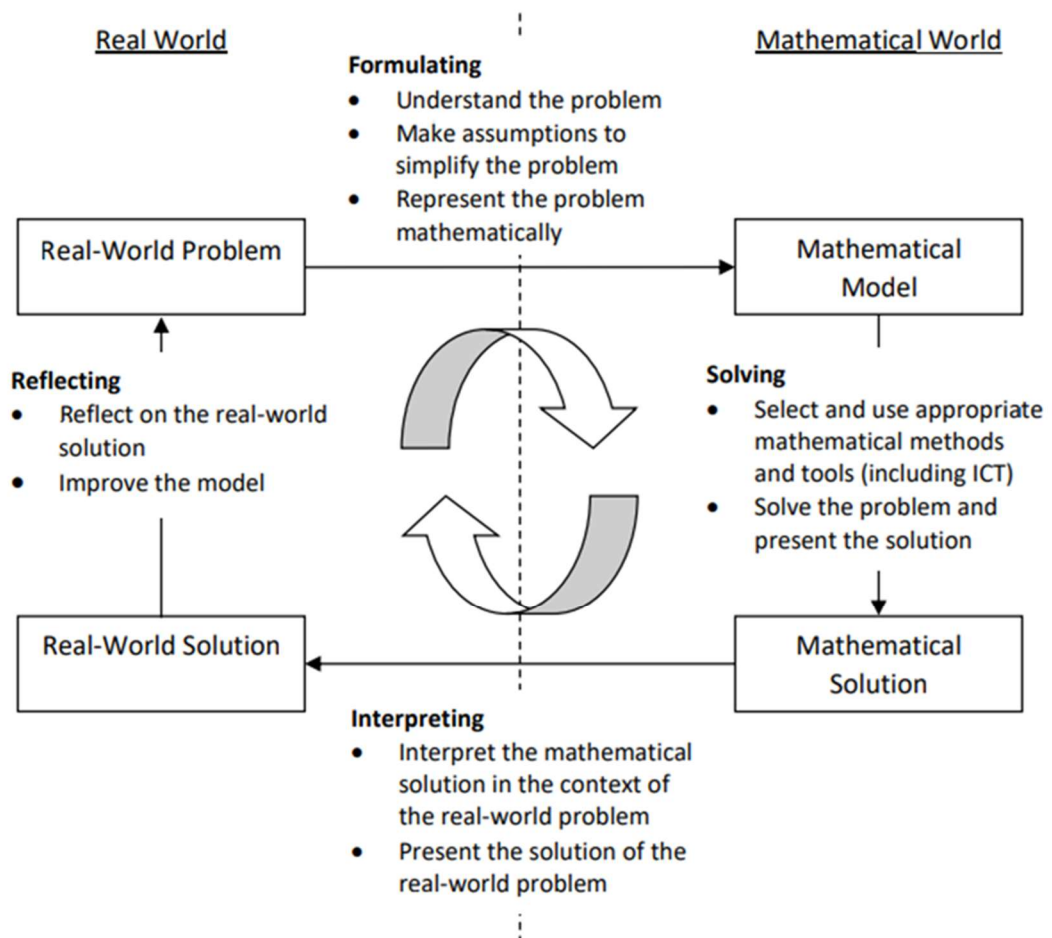 Real World
Mathematical World
Formulating
• Understand the problem
• Make assumptions to
simplify the problem
• Represent the problem
mathematically
Real-World Problem
Mathematical
Model
Reflecting
• Reflect on the real-world
solution
• Improve the model
Solving
• Select and use appropriate
mathematical methods
and tools (including ICT)
• Solve the problem and
present the solution
Real-World Solution
Mathematical
Solution
Interpreting
• Interpret the mathematical
solution in the context of
the real-world problem
• Present the solution of the
real-world problem